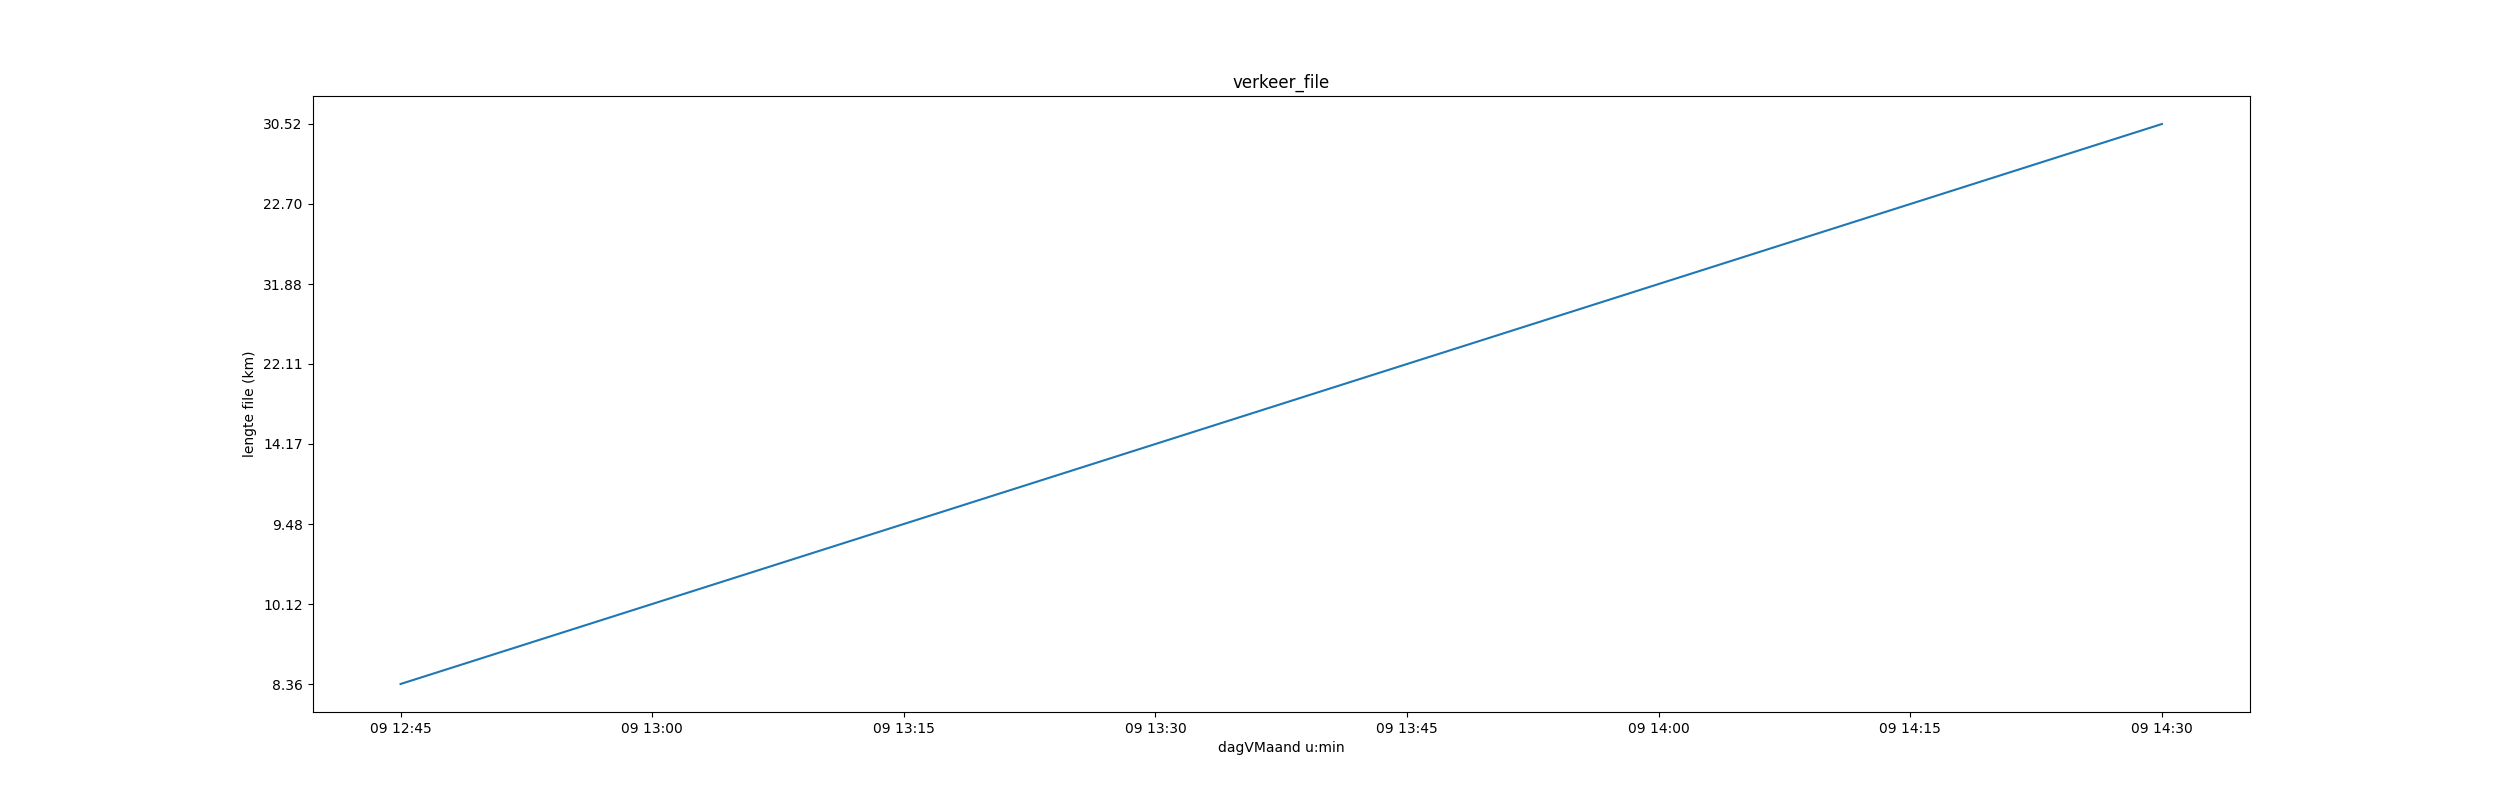 verkeer_file
30.52
22.70
31.88
22.11
14.17
9.48
10.12
8.36
lengte file (km)
09 12:45 09 13:00 09 13:15 09 13:30 09 13:45 09 14:00 09 14:15 09 14:30
dagVMaand u:min